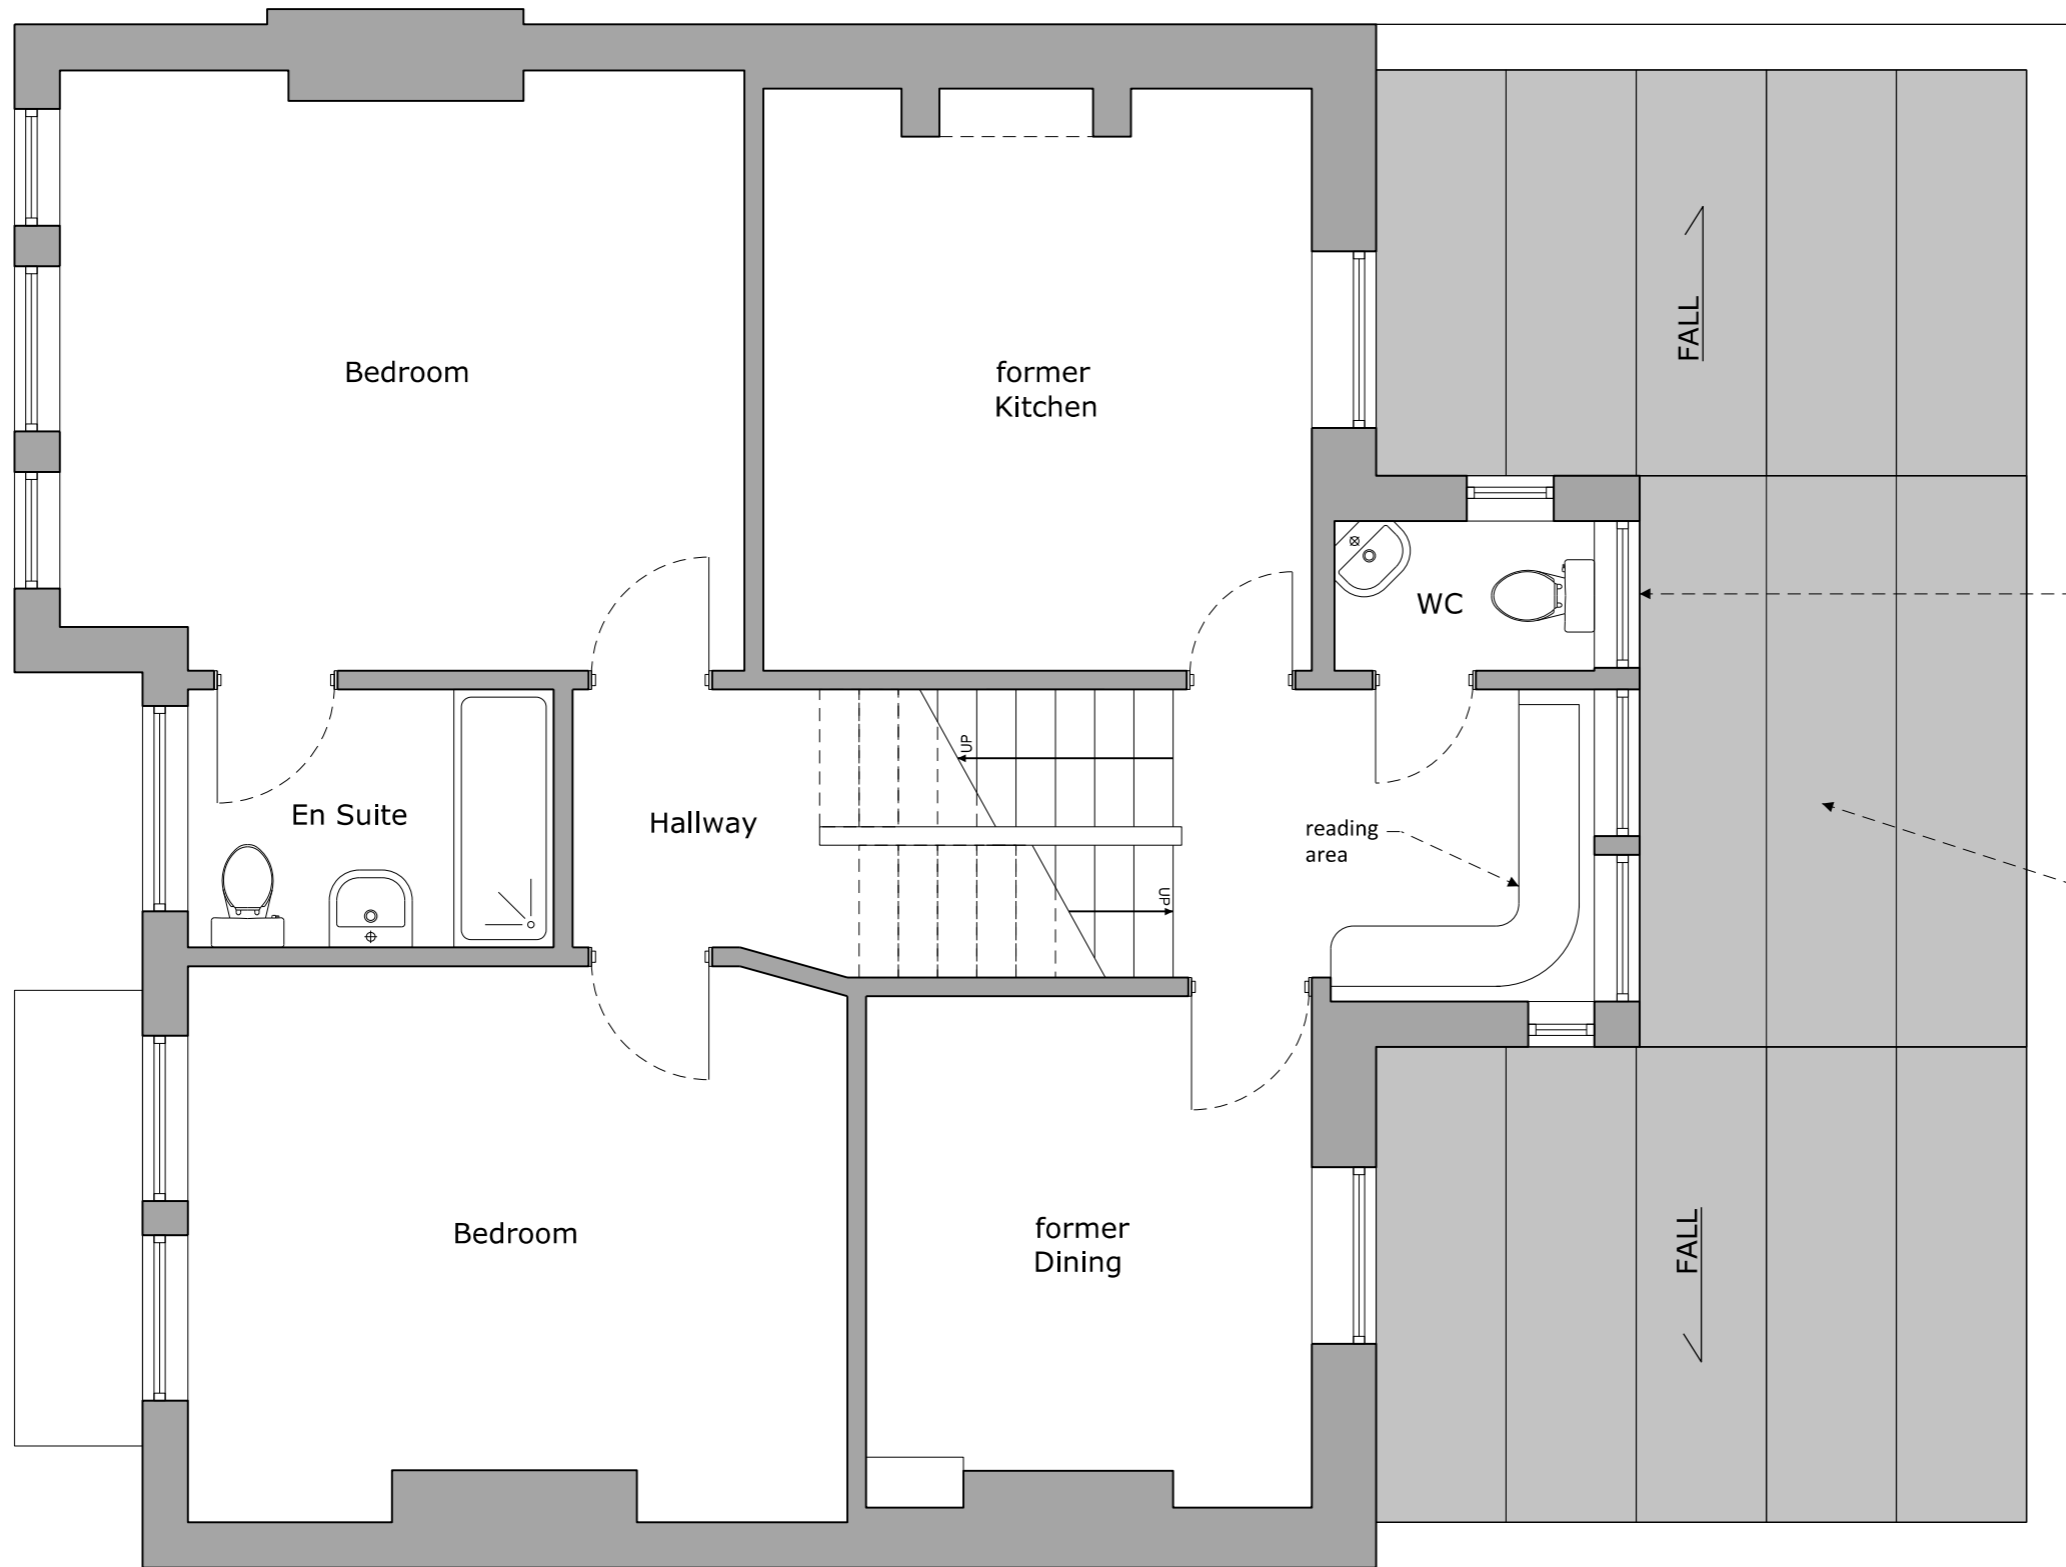 Bedroom
former
Kitchen
FALL
WC
UP
En Suite
Hallway
reading
area
UP
Bedroom
former
Dining
FALL